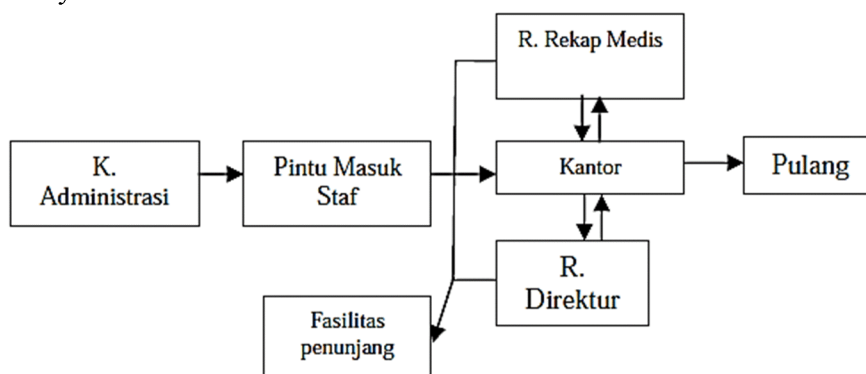 R. Rekap Medis
K.
Administrasi
Pintu Masuk
Staf
Kantor
Pulang
R.
Direktur
Fasilitas
penunjang